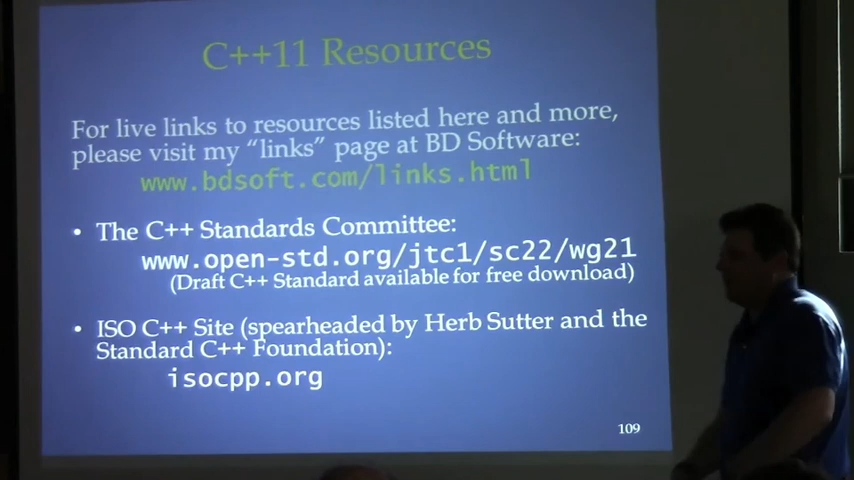 C++11 Resources
For live links to resources listed here and more,
please visit my “links” page at BD Software:
www.bdsoft.com/links.html
• The C++ Standards Committee:
www.open-std.org/jtc1/sc22/wg21
(Draft C++ Standard available for free download)
• ISO C++ Site (spearheaded by Herb Sutter and the
Standard C++ Foundation):
isocpp.org
109